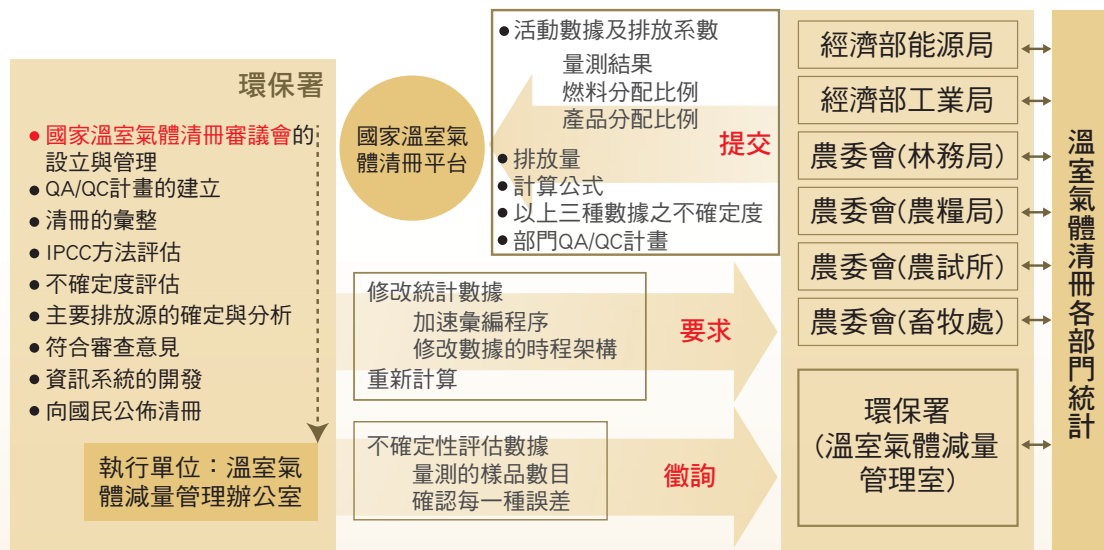 環保署
● 國家溫室氣體清冊審議會的
設立與管理
● QA/QC計畫的建立
● 清冊的彙整
● IPCC方法評估
● 不確定度評估
● 主要排放源的確定與分析
● 符合審查意見
● 資訊系統的開發
● 向國民公佈清冊
執行單位：溫室氣
體減量管理辦公室
國家溫室氣
體清冊平台
● 活動數據及排放係數
量測結果
燃料分配比例
產品分配比例
● 排放量
● 計算公式
● 以上三種數據之不確定度
● 部門QA/QC計畫
提交
修改統計數據
加速彙編程序
修改數據的時程架構
重新計算
要求
不確定性評估數據
量測的樣品數目
確認每一種誤差
徵詢
經濟部能源局
經濟部工業局
農委會(林務局)
農委會(農糧局)
農委會(農試所)
農委會(畜牧處)
環保署
(溫室氣體減量
管理室)
溫室氣體清冊各部門統計